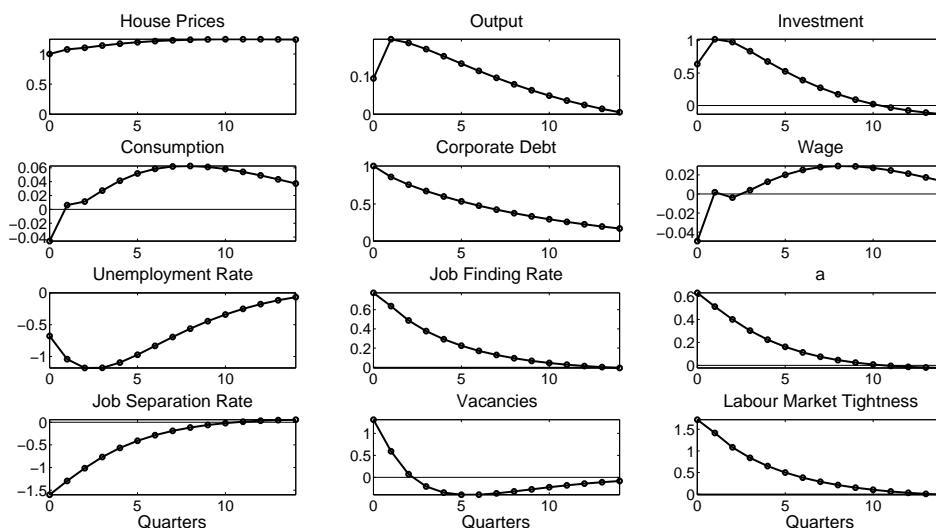 House Prices
1
0.5
0
0 5 10
Output
0.1
0
0 5 10
Investment
1
0.5
0
0 5 10
Consumption
0.06
0.04
0.02
0
−0.02
−0.04
0 5 10
Corporate Debt
1
0.5
0
0 5 10
Wage
0.02
0
−0.02
−0.04
0 5 10
Unemployment Rate
0
−0.5
−1
0 5 10
Job Finding Rate
0.6
0.4
0.2
0
0 5 10
a
0.6
0.4
0.2
0
0 5 10
Job Separation Rate
0
−0.5
−1
−1.5
0 5 10
Quarters
Vacancies
1
0.5
0
0 5 10
Labour Market Tightness
1.5
1
0.5
0
0 5 10
Quarters